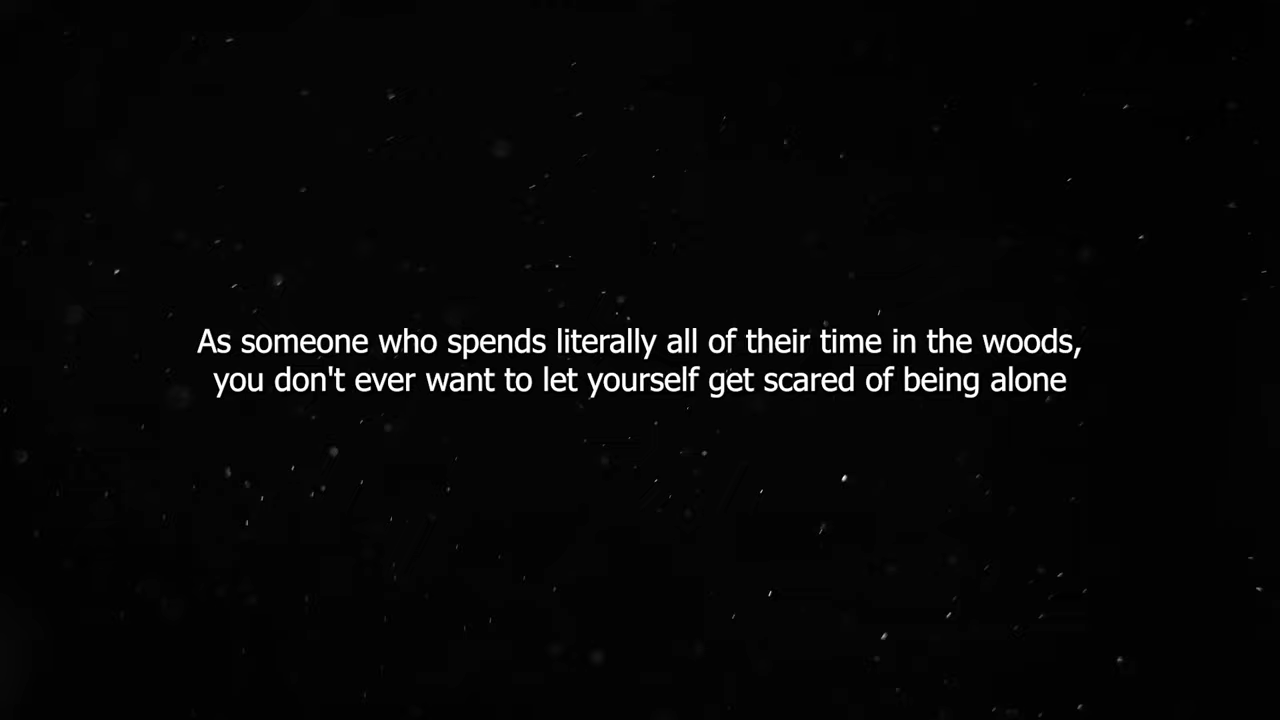 As someone who spends literally all of their time in the woods,
you don't ever want to let yourself get scared of being alone